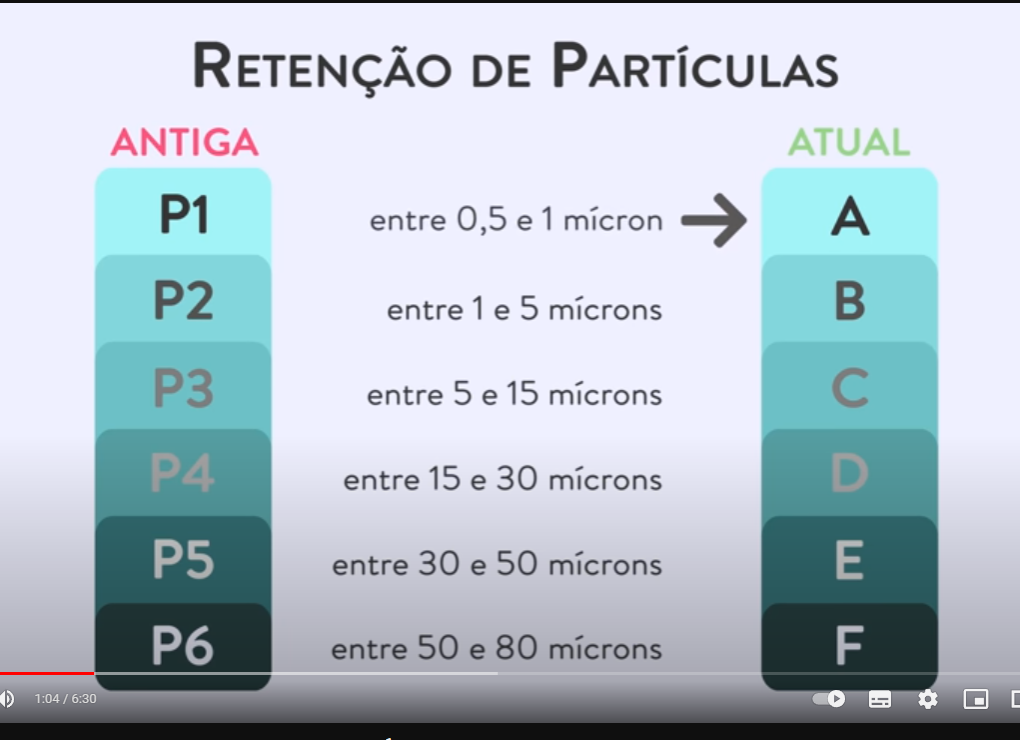 RETENÇÃO DE PARTÍCULAS
ANTIGA ATUAL
P1 entre 0,5 e 1 mícron A
P2 entre 1 e 5 mícrons B
P3 entre 5 e 15 mícrons C
P4 entre 15 e 30 mícrons D
P5 entre 30 e 50 mícrons E
P6 entre 50 e 80 mícrons F
1:04 / 6:30